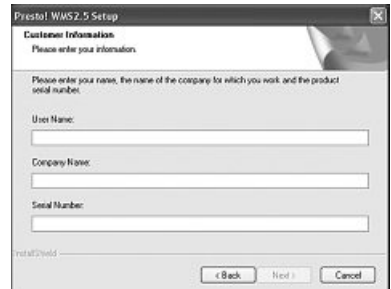 Presto! WMS2.5 Setup
Customer Information
Please enter your information.
Please enter your name, the name of the company for which you work and the product
serial number.
User Name:
Company Name:
Serial Number:
InstallShield
< Back Next > Cancel